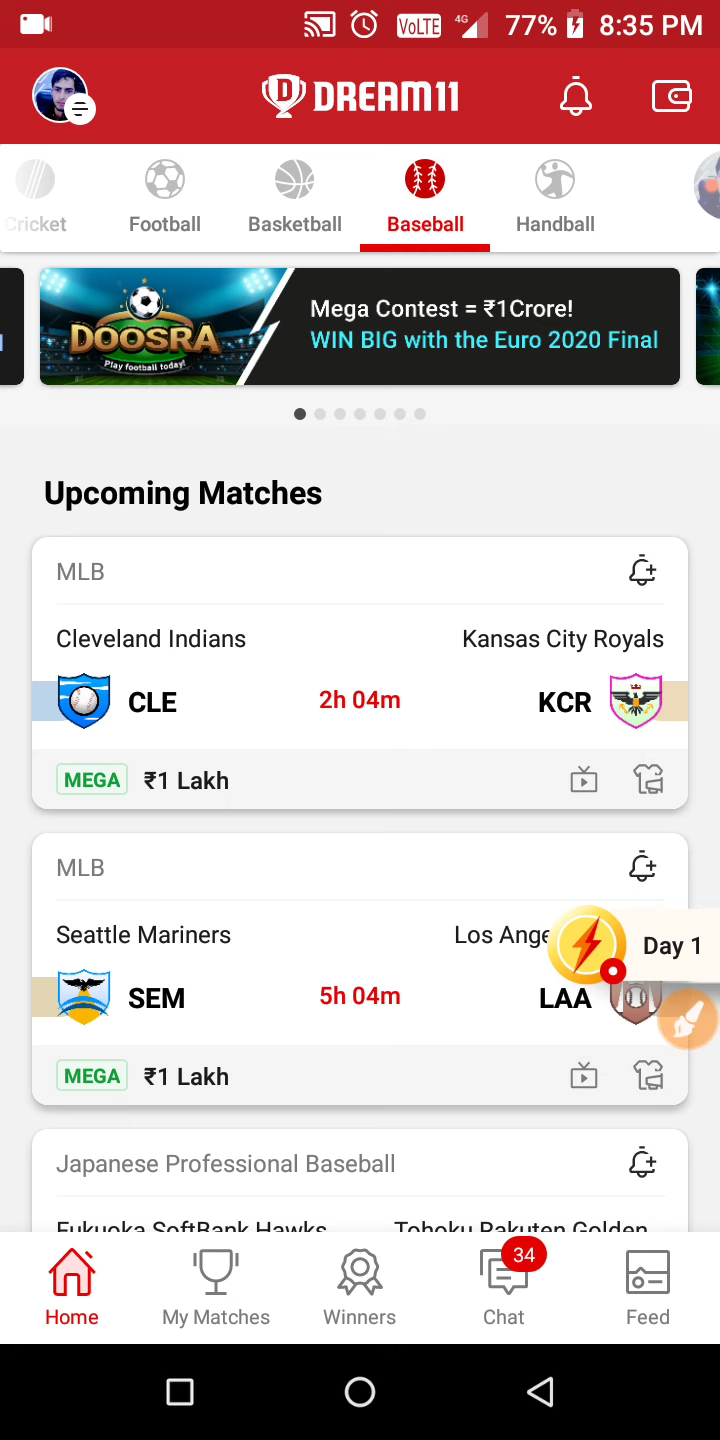 VoLTE 4G 77% 8:35 PM
DREAM11
Cricket Football Basketball Baseball Handball
DOOSRA
Play football today!
Mega Contest = ₹1Crore!
WIN BIG with the Euro 2020 Final
Upcoming Matches
MLB
Cleveland Indians Kansas City Royals
CLE 2h 04m KCR
MEGA ₹1 Lakh
MLB
Seattle Mariners Los Ange
Day 1
SEM 5h 04m LAA
MEGA ₹1 Lakh
Japanese Professional Baseball
Fukuoka SoftBank Hawks Tohoku Rakuten Golden
34
Home My Matches Winners Chat Feed